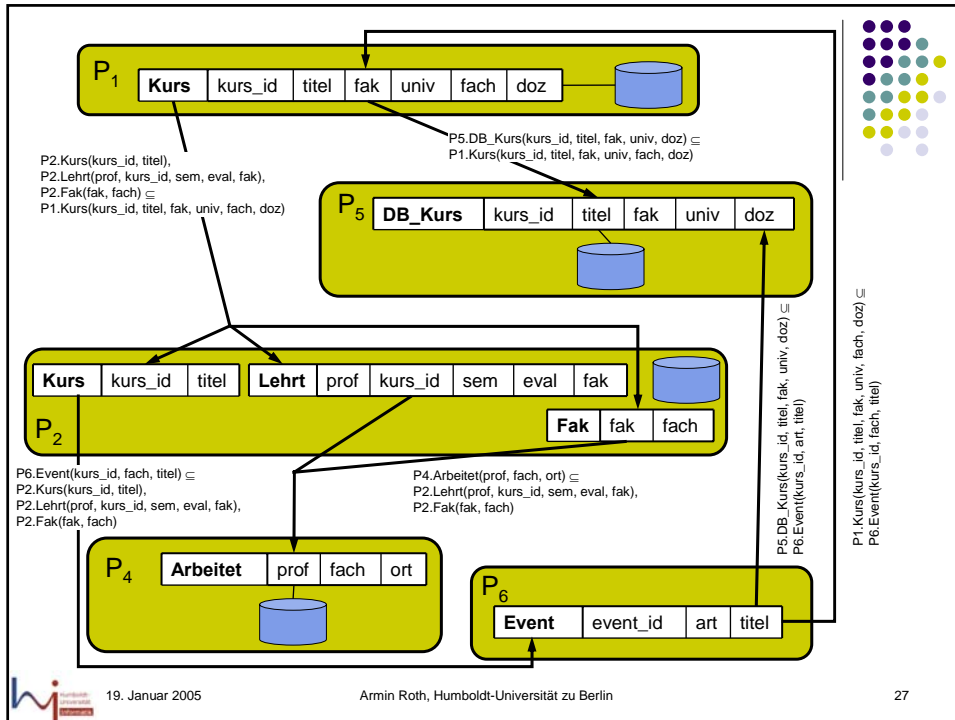 P1
Kurs kurs_id titel fak univ fach doz
P5.DB_Kurs(kurs_id, titel, fak, univ, doz) ⊆
P1.Kurs(kurs_id, titel, fak, univ, fach, doz)
P2.Kurs(kurs_id, titel),
P2.Lehrt(prof, kurs_id, sem, eval, fak),
P2.Fak(fak, fach) ⊆
P1.Kurs(kurs_id, titel, fak, univ, fach, doz)
P5
DB_Kurs kurs_id titel fak univ doz
P5.DB_Kurs(kurs_id, titel, fak, univ, doz) ⊆
P6.Event(kurs_id, art, titel)
P1.Kurs(kurs_id, titel, fak, univ, fach, doz) ⊆
P6.Event(kurs_id, fach, titel)
Kurs kurs_id titel
Lehrt prof kurs_id sem eval fak
P2
Fak fak fach
P6.Event(kurs_id, fach, titel) ⊆
P2.Kurs(kurs_id, titel),
P2.Lehrt(prof, kurs_id, sem, eval, fak),
P2.Fak(fak, fach)
P4.Arbeitet(prof, fach, ort) ⊆
P2.Lehrt(prof, kurs_id, sem, eval, fak),
P2.Fak(fak, fach)
P4
Arbeitet prof fach ort
P6
Event event_id art titel
Humboldt-
Universität
Informatik
19. Januar 2005
Armin Roth, Humboldt-Universität zu Berlin
27